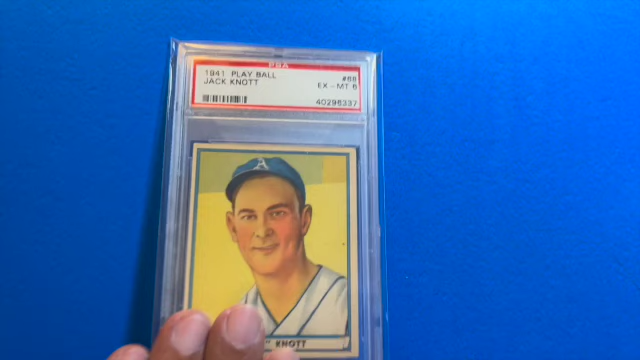 PSA
1941 PLAY BALL #68
JACK KNOTT EX - MT 6
40296337
A
" KNOTT